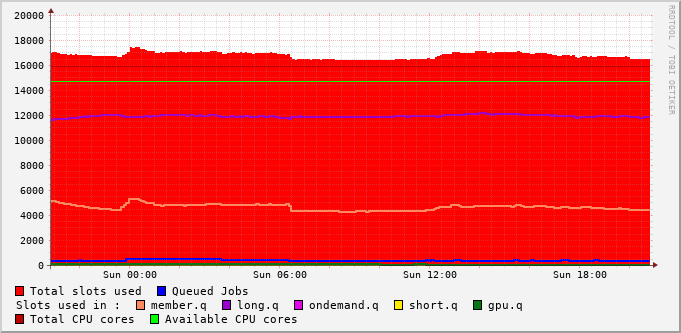 20000
18000
16000
14000
12000
10000
8000
6000
4000
2000
0
Sun 00:00 Sun 06:00 Sun 12:00 Sun 18:00
RRDTOOL / TOBI OETIKER
Total slots used Queued Jobs
Slots used in : member.q long.q ondemand.q short.q gpu.q
Total CPU cores Available CPU cores